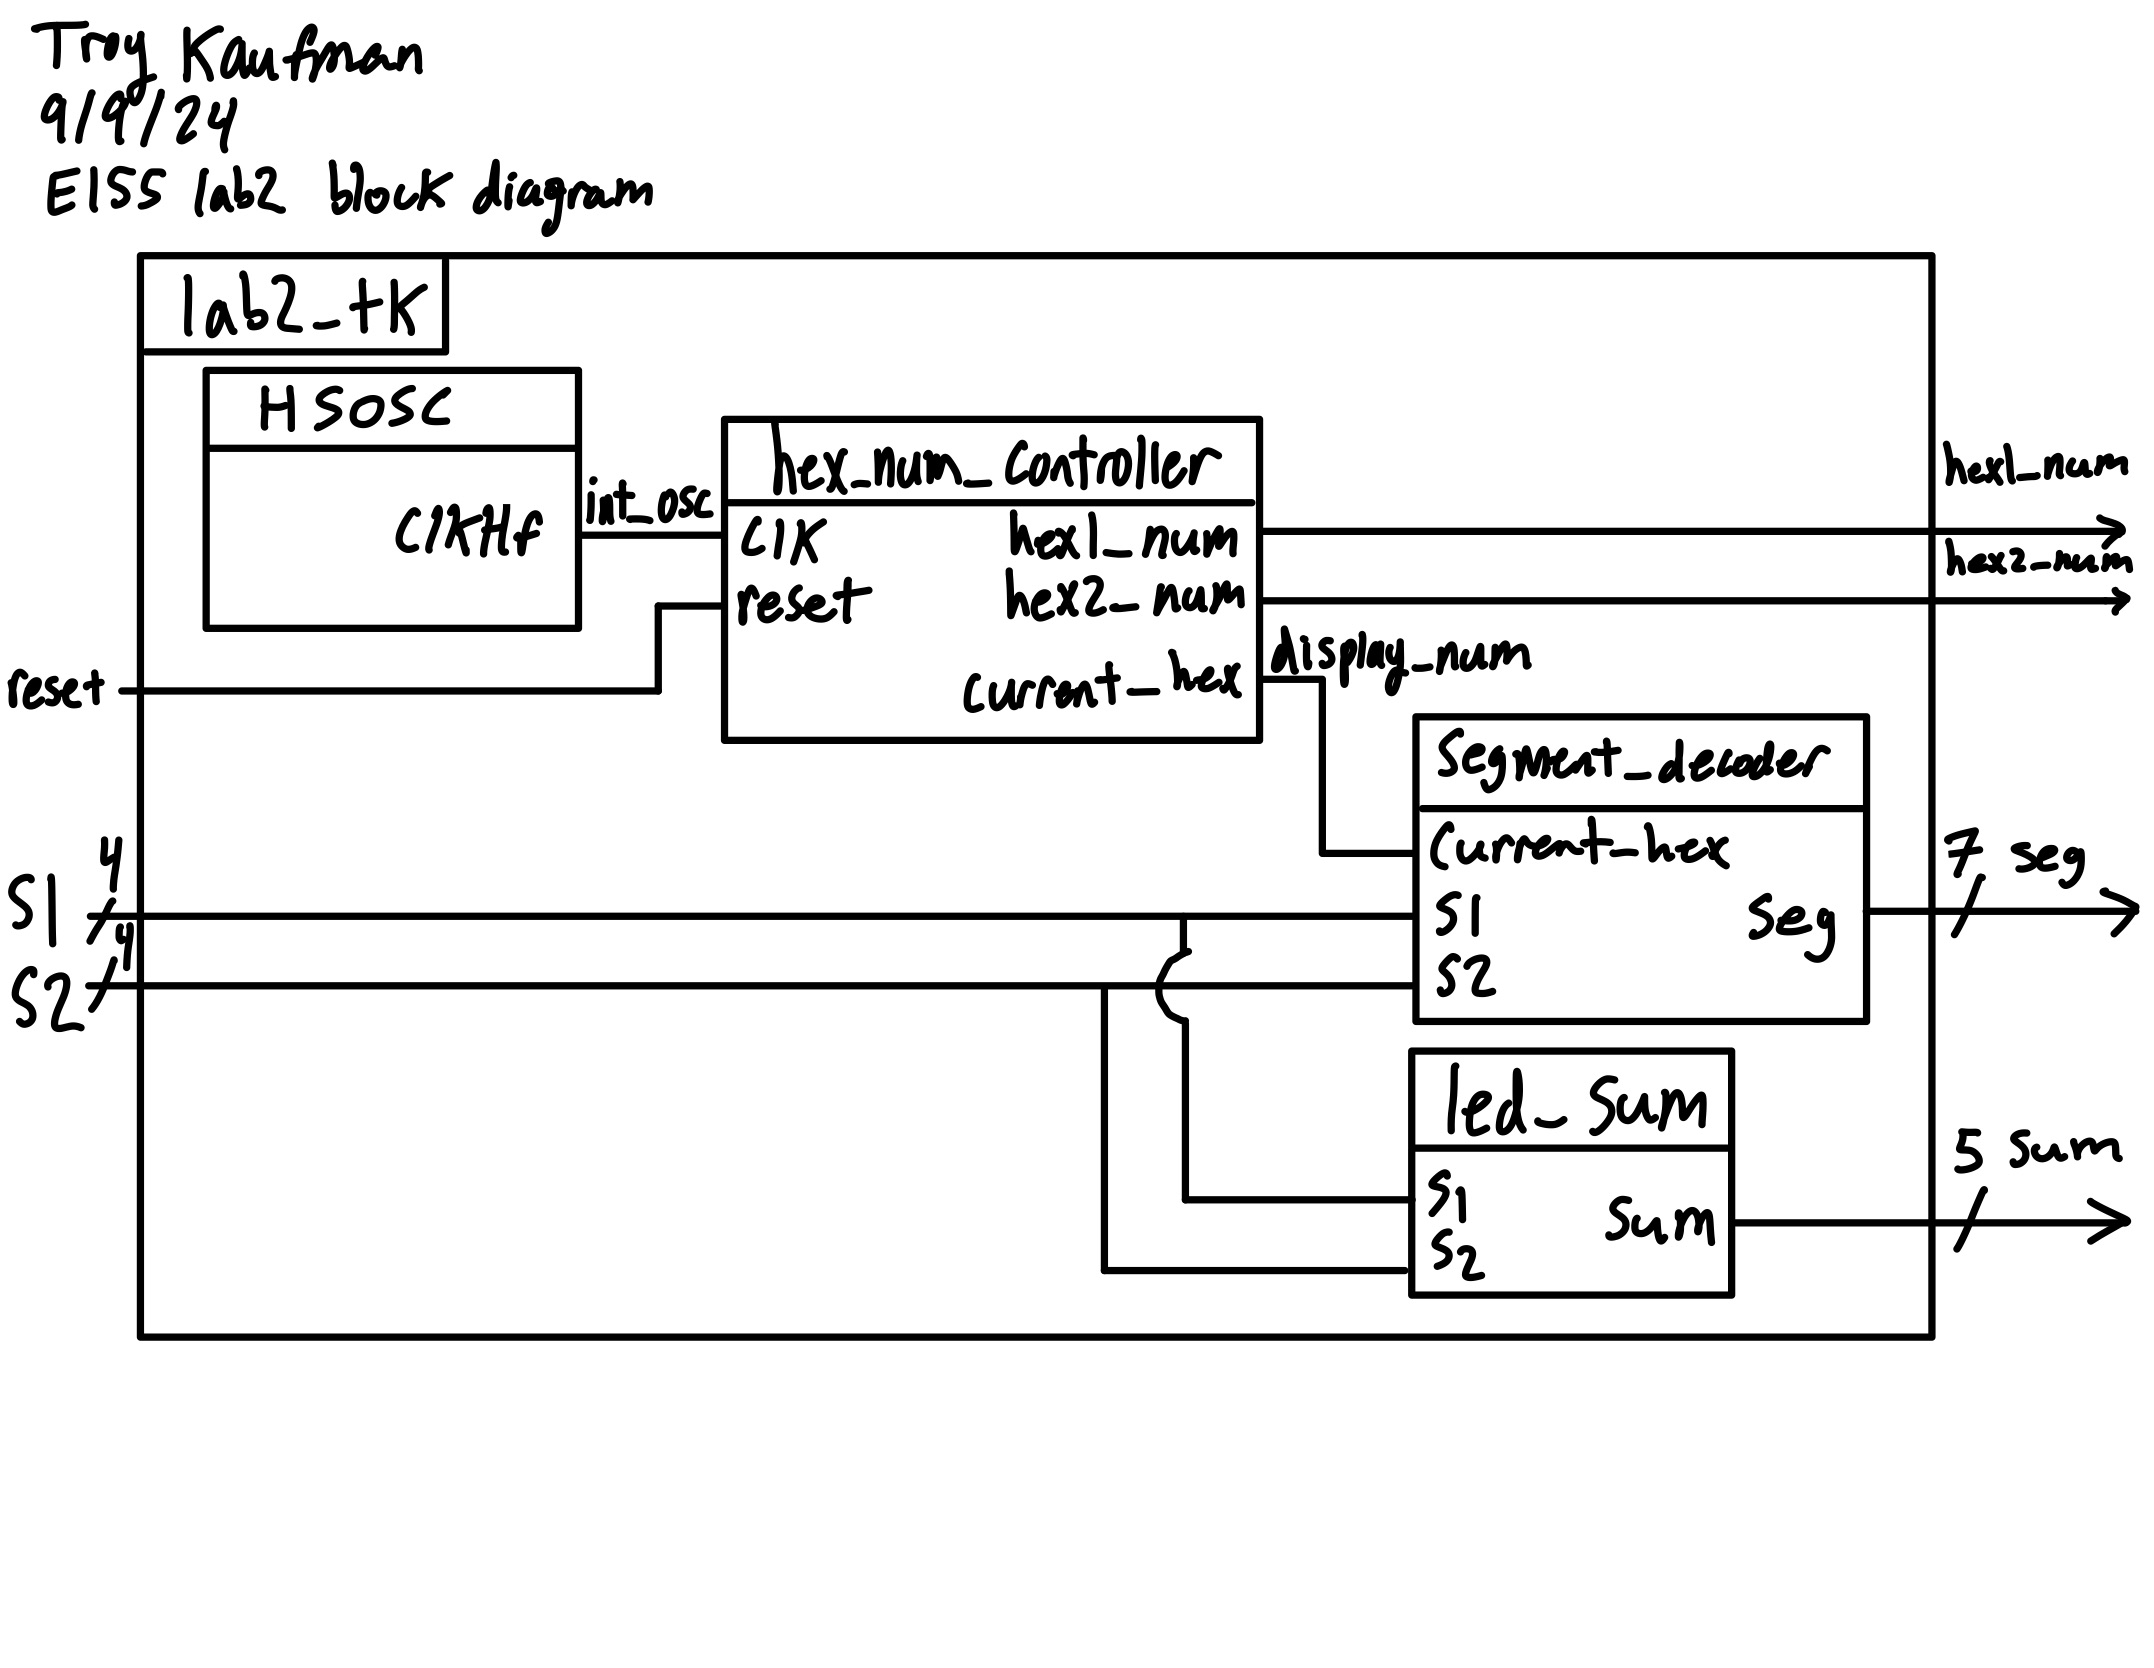 Troy Kaufman
9/9/24
E155 lab2 block diagram
lab2_tk
HSOSC
ClkHf
int_osc
hex_num_controller
clk
reset
hex1_num
hex2_num
current_hex
hex1_num
hex2_num
display_num
reset
segment_decoder
current_hex
s1
s2
seg
7 seg
4
S1
4
S2
led_sum
s1
s2
sum
5 sum